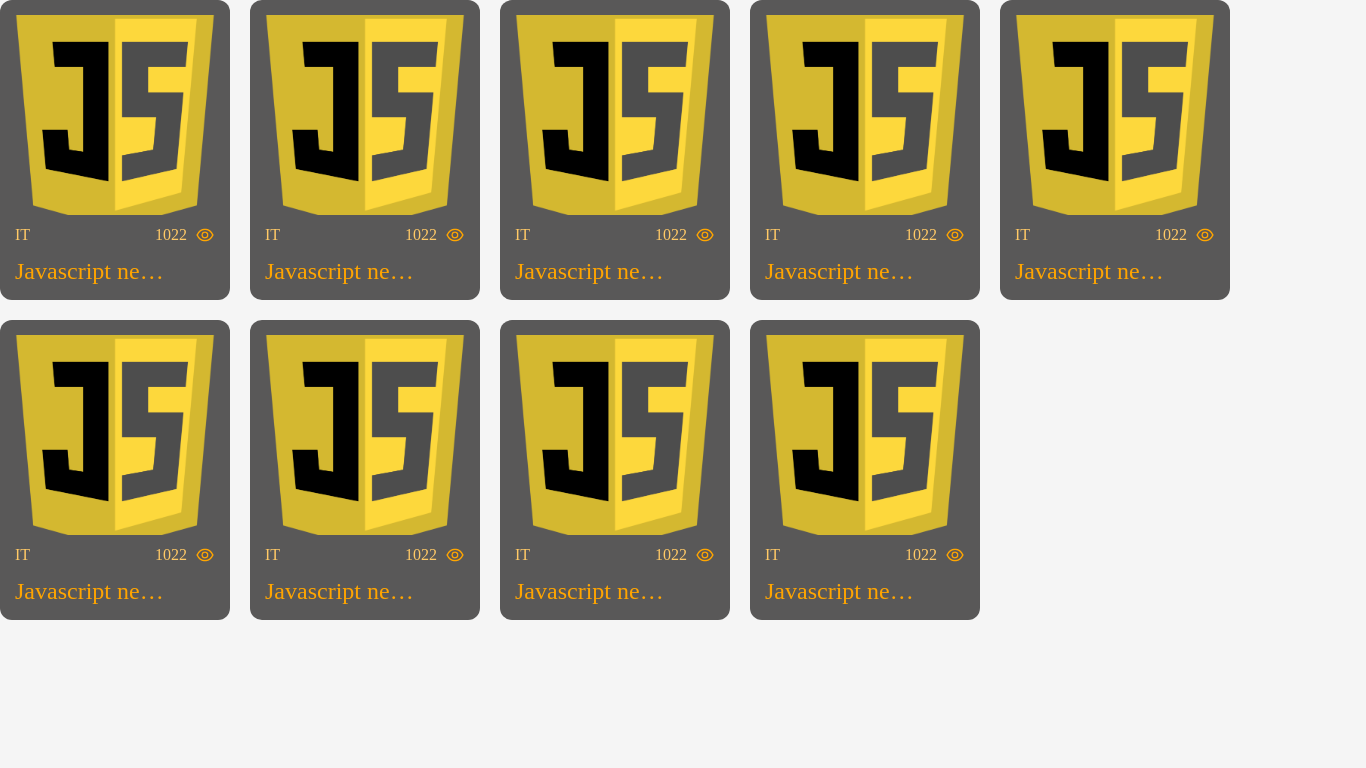 JS JS JS JS JS
IT 1022 IT 1022 IT 1022 IT 1022 IT 1022
Javascript ne… Javascript ne… Javascript ne… Javascript ne… Javascript ne…
JS JS JS JS
IT 1022 IT 1022 IT 1022 IT 1022
Javascript ne… Javascript ne… Javascript ne… Javascript ne…